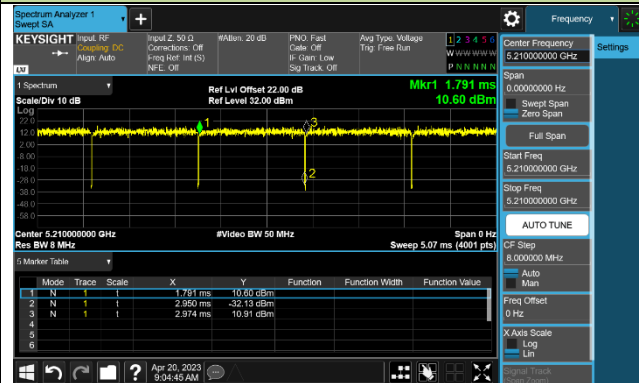 Spectrum Analyzer 1
Swept SA
Frequency
KEYSIGHT Input: RF Input Z: 50 Ω #Atten: 20 dB PNO: Fast Avg Type: Voltage 1 2 3 4 5 6
Coupling: DC Corrections: Off Gate: Off Trig: Free Run W W W W W W
Align: Auto Freq Ref: Int (S) IF Gain: Low P N N N N N
LXI NFE: Off Sig Track: Off
1 Spectrum Ref Lvl Offset 22.00 dB Mkr1 1.791 ms
Scale/Div 10 dB Ref Level 32.00 dBm 10.60 dBm
Log
22.0
12.0
2.00
-8.00
-18.0
-28.0
-38.0
-48.0
-58.0
1
3
2
Center 5.210000000 GHz #Video BW 50 MHz Span 0 Hz
Res BW 8 MHz Sweep 5.07 ms (4001 pts)
5 Marker Table
Mode Trace Scale X Y Function Function Width Function Value
1 N 1 t 1.791 ms 10.60 dBm
2 N 1 t 2.950 ms -32.13 dBm
3 N 1 t 2.974 ms 10.91 dBm
4
5
6
Apr 20, 2023
9:04:45 AM
Center Frequency
5.210000000 GHz
Settings
Span
0.00000000 Hz
Swept Span
Zero Span
Full Span
Start Freq
5.210000000 GHz
Stop Freq
5.210000000 GHz
AUTO TUNE
CF Step
8.000000 MHz
Auto
Man
Freq Offset
0 Hz
X Axis Scale
Log
Lin
Signal Track
(Span Zoom)